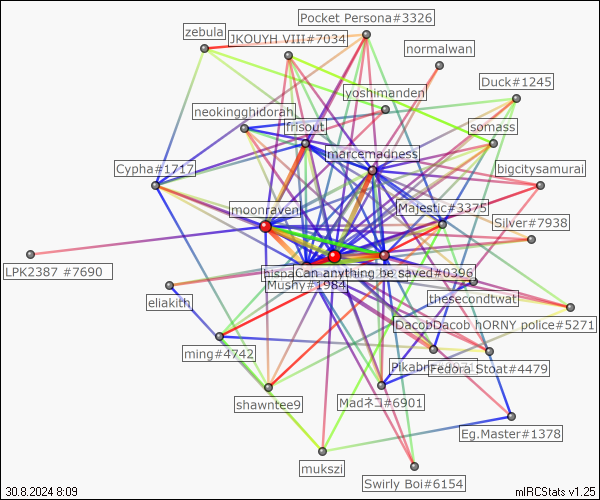 Pocket Persona#3326
zebula
JKOUYH VIII#7034
normalwan
Duck#1245
yoshimanden
neokingghidorah
frisout
somass
marcemadness
Cypha#1717
bigcitysamurai
moonraven
Majestic#3375
Silver#7938
LPK2387 #7690
Can anything be saved#0396
Mushy#1984
thesecondtwat
eliakith
DacobDacob hORNY police#5271
ming#4742
Fedora Stoat#4479
shawntee9
Madネコ#6901
Eg.Master#1378
mukszi
Swirly Boi#6154
30.8.2024 8:09
mIRCStats v1.25